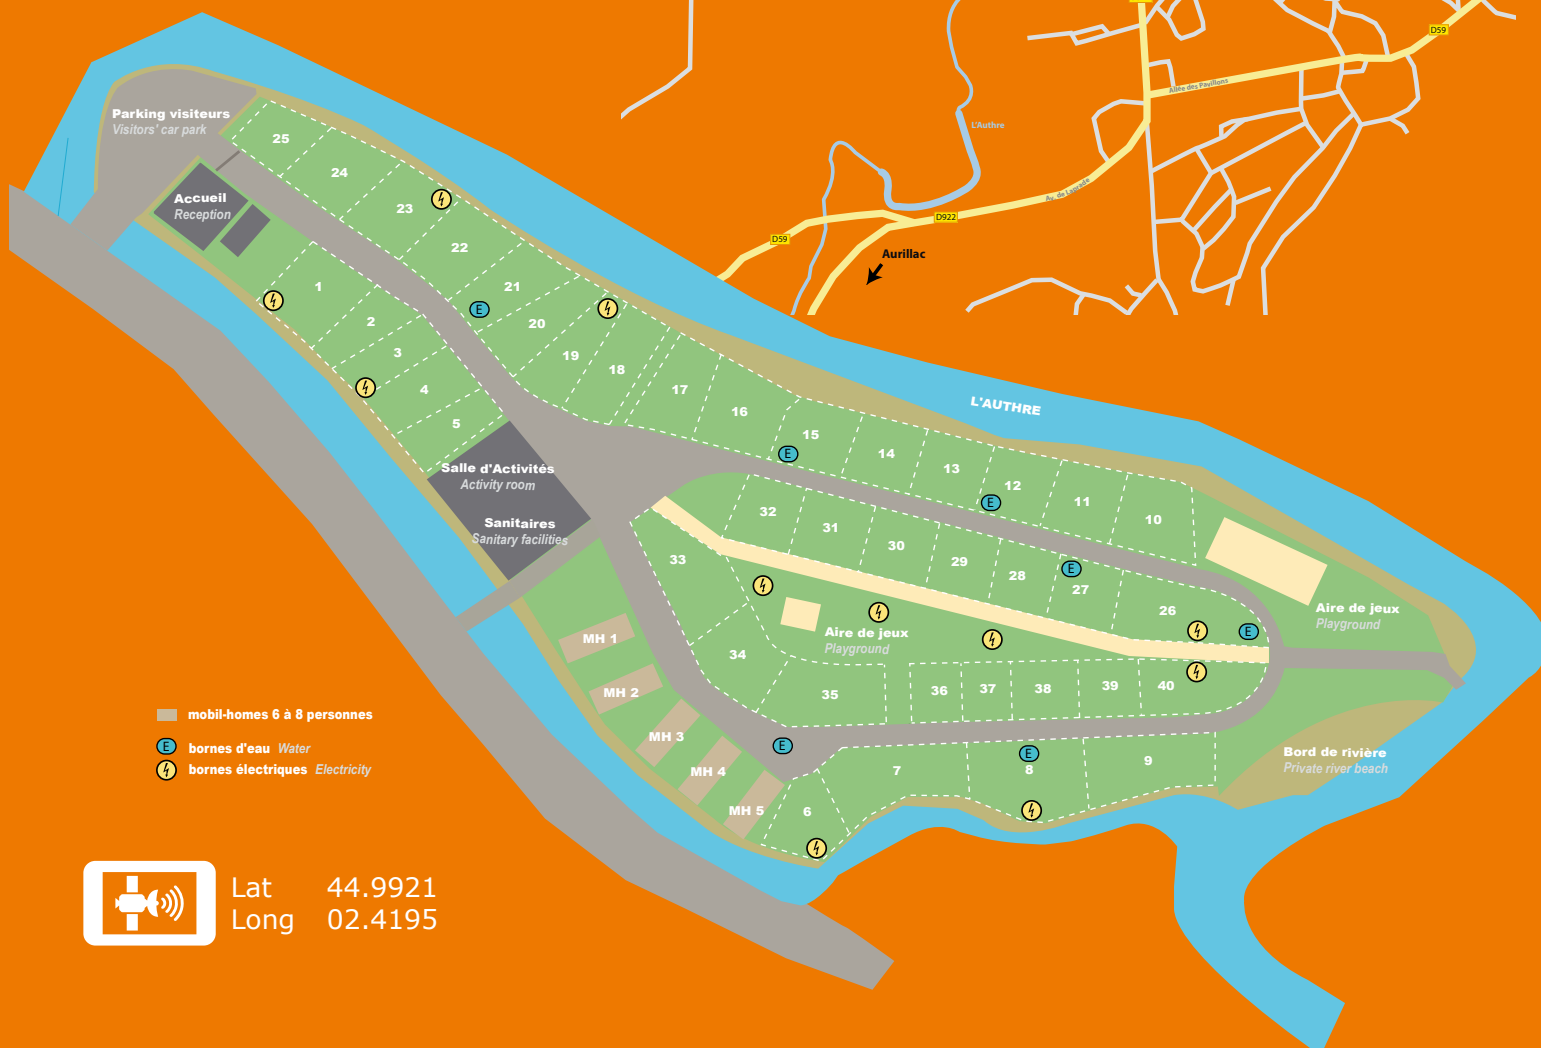 D59
Allée des Pavillons
L'Authre
Av. de Laprade
D922
D59
Aurillac
Parking visiteurs
Visitors' car park
Accueil
Reception
25
24
23
22
21
E
20
19
18
17
16
15
E
14
13
12
E
11
10
L'AUTHRE
1
2
3
4
5
Salle d'Activités
Activity room
Sanitaires
Sanitary facilities
32
31
30
29
28
E
27
26
E
33
34
35
36
37
38
39
40
Aire de jeux
Playground
Aire de jeux
Playground
MH 1
MH 2
MH 3
MH 4
MH 5
E
6
7
E
8
9
Bord de rivière
Private river beach
mobil-homes 6 à 8 personnes
E bornes d'eau Water
bornes électriques Electricity
Lat 44.9921
Long 02.4195